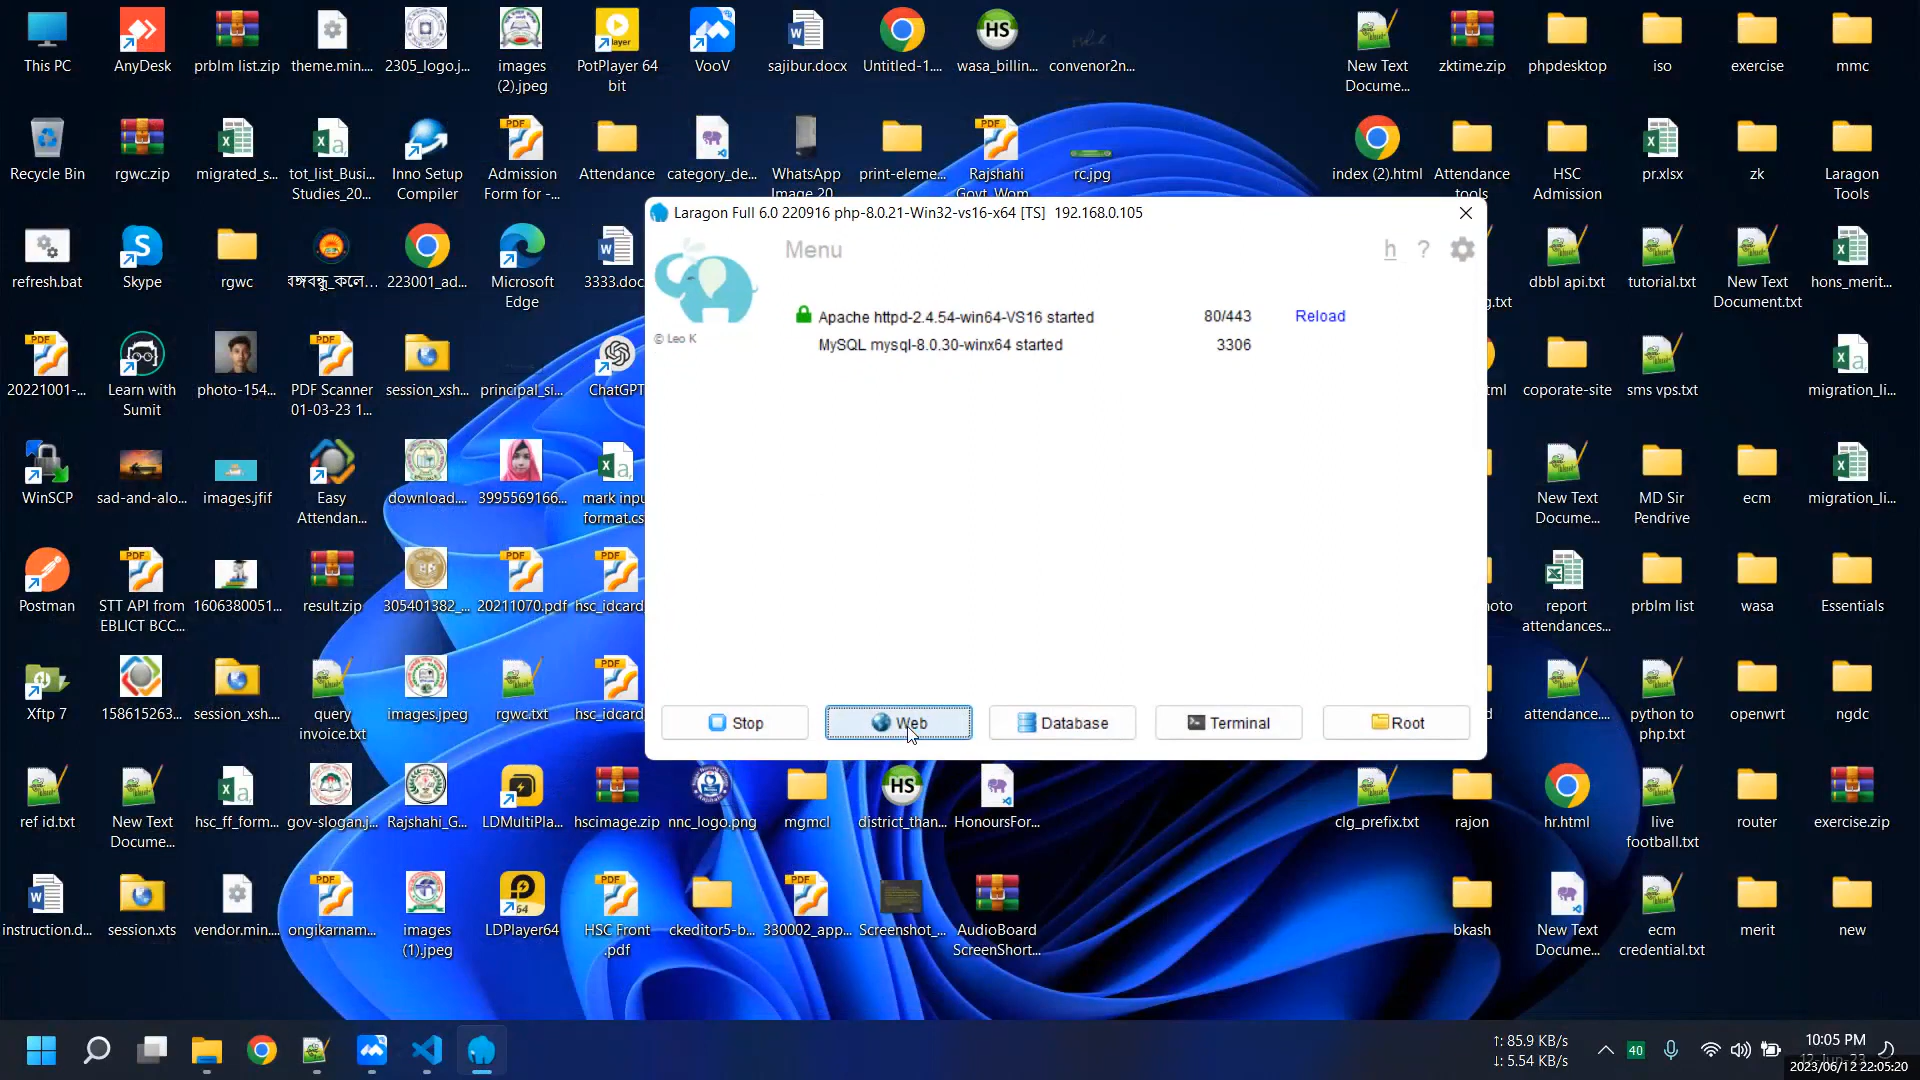 This PC
AnyDesk
prblm list.zip
theme.min....
2305_logo.j...
images
(2).jpeg
PotPlayer 64
bit
VooV
sajibur.docx
Untitled-1....
wasa_billin...
convenor2n...
New Text
Docume...
zktime.zip
phpdesktop
iso
exercise
mmc
Recycle Bin
rgwc.zip
migrated_s...
tot_list_Busi...
Studies_20...
Inno Setup
Compiler
Admission
Form for -...
Attendance
category_de...
WhatsApp
Image 20
print-eleme...
Rajshahi
Govt Wom
rc.jpg
index (2).html
Attendance
tools
HSC
Admission
pr.xlsx
zk
Laragon
Tools
Laragon Full 6.0 220916 php-8.0.21-Win32-vs16-x64 [TS] 192.168.0.105
Menu
h ?
Apache httpd-2.4.54-win64-VS16 started 80/443 Reload
MySQL mysql-8.0.30-winx64 started 3306
© Leo K
Stop
Web
Database
Terminal
Root
refresh.bat
Skype
rgwc
বঙ্গবন্ধু_কলে...
223001_ad...
Microsoft
Edge
3333.doc
g.txt
dbbl api.txt
tutorial.txt
New Text
Document.txt
hons_merit...
20221001-...
Learn with
Sumit
photo-154...
PDF Scanner
01-03-23 1...
session_xsh...
principal_si...
ChatGPT
tml
coporate-site
sms vps.txt
migration_li...
WinSCP
sad-and-alo...
images.jfif
Easy
Attendan...
download....
3995569166...
mark inpu
format.cs
New Text
Docume...
MD Sir
Pendrive
ecm
migration_li...
Postman
STT API from
EBLICT BCC...
1606380051...
result.zip
305401382_...
20211070.pdf
hsc_idcard
oto
report
attendances...
prblm list
wasa
Essentials
Xftp 7
158615263...
session_xsh...
query
invoice.txt
images.jpeg
rgwc.txt
hsc_idcard
d
attendance....
python to
php.txt
openwrt
ngdc
ref id.txt
New Text
Docume...
hsc_ff_form...
gov-slogan.j...
Rajshahi_G...
LDMultiPla...
hscimage.zip
nnc_logo.png
mgmcl
district_than...
HonoursFor...
clg_prefix.txt
rajon
hr.html
live
football.txt
router
exercise.zip
instruction.d...
session.xts
vendor.min....
ongikarnam...
images
(1).jpeg
LDPlayer64
HSC Front
.pdf
ckeditor5-b...
330002_app...
Screenshot_...
AudioBoard
ScreenShort...
bkash
New Text
Docume...
ecm
credential.txt
merit
new
↑: 85.9 KB/s
↓: 5.54 KB/s
40
10:05 PM
12-Jun-23
2023/06/12 22:05:20